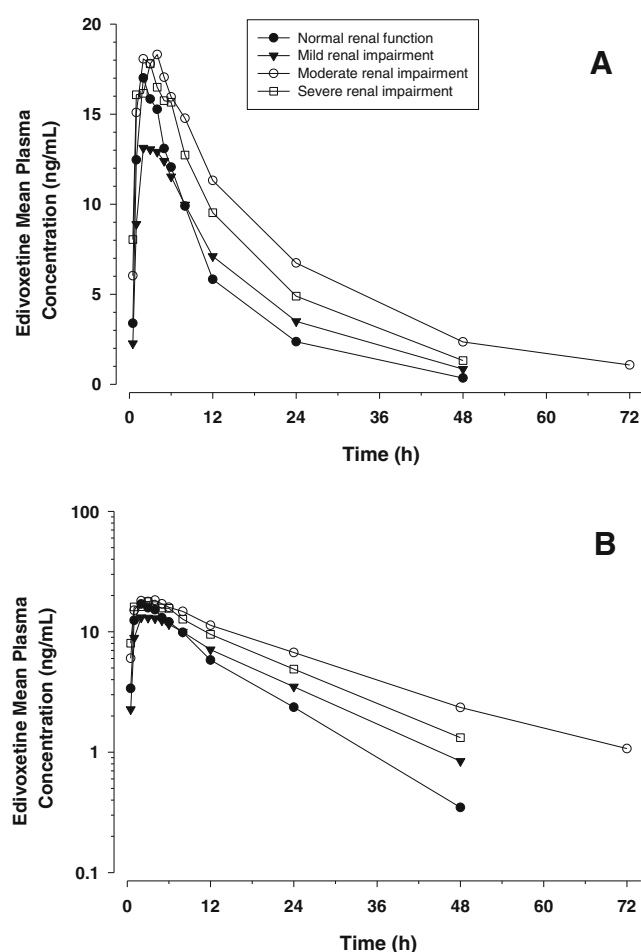 Normal renal function
Mild renal impairment
Moderate renal impairment
Severe renal impairment
A
Edivoxetine Mean Plasma
Concentration (ng/mL)
20
15
10
5
0
0 12 24 36 48 60 72
Time (h)
B
Edivoxetine Mean Plasma
Concentration (ng/mL)
100
10
1
0.1
0 12 24 36 48 60 72
Time (h)